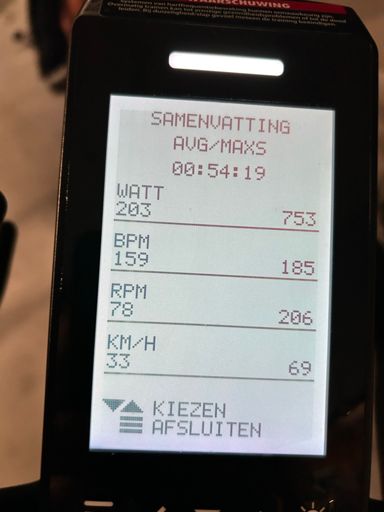 WAARSCHUWING
SAMENVATTING
AVG/MAXS
00:54:19
WATT
203 753
BPM
159 185
RPM
78 206
KM/H
33 69
KIEZEN
AFSLUITEN